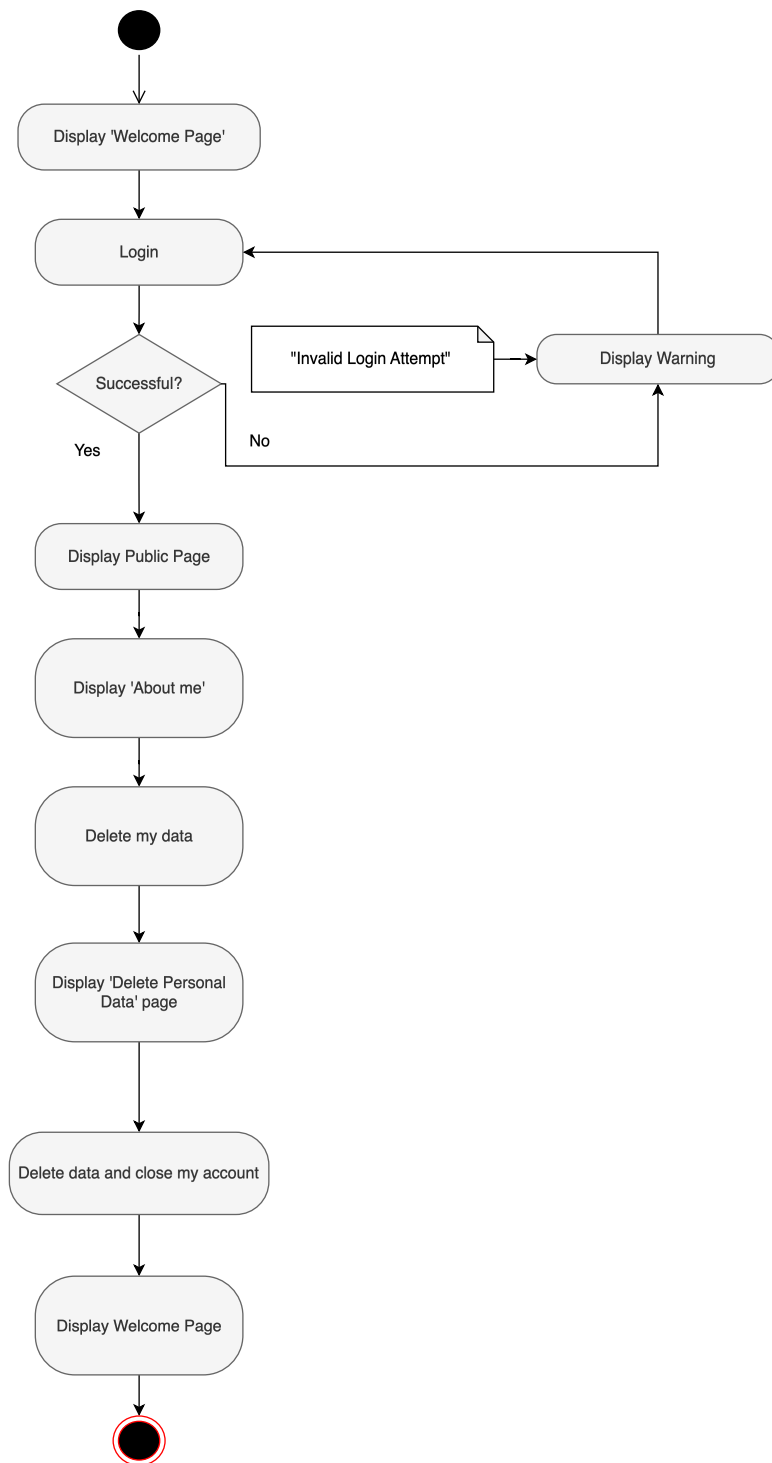 Display 'Welcome Page'
Login
"Invalid Login Attempt"
Display Warning
Successful?
Yes
No
Display Public Page
Display 'About me'
Delete my data
Display 'Delete Personal
Data' page
Delete data and close my account
Display Welcome Page